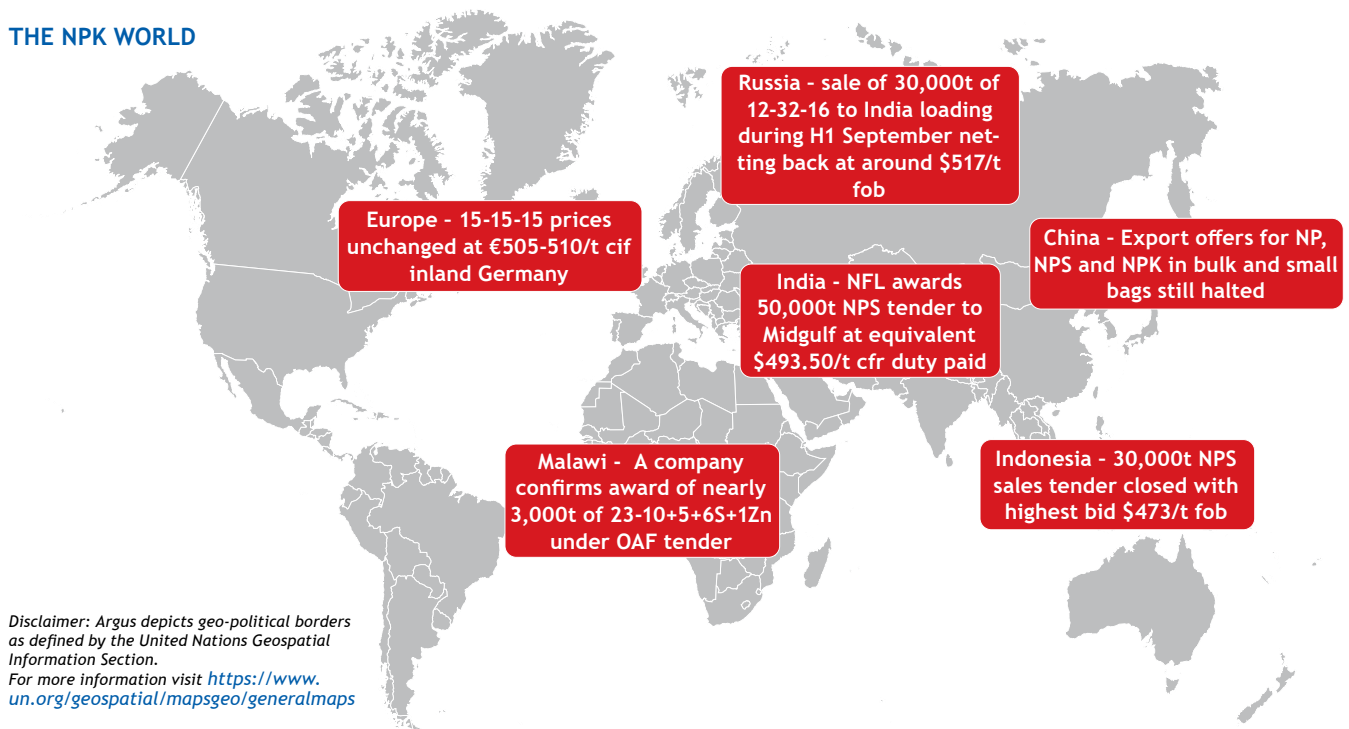 THE NPK WORLD
Russia - sale of 30,000t of
12-32-16 to India loading
during H1 September net-
ting back at around $517/t
fob
Europe - 15-15-15 prices
unchanged at €505-510/t cif
inland Germany
China - Export offers for NP,
NPS and NPK in bulk and small
bags still halted
India - NFL awards
50,000t NPS tender to
Midgulf at equivalent
$493.50/t cfr duty paid
Malawi - A company
confirms award of nearly
3,000t of 23-10+5+6S+1Zn
under OAF tender
Indonesia - 30,000t NPS
sales tender closed with
highest bid $473/t fob
Disclaimer: Argus depicts geo-political borders
as defined by the United Nations Geospatial
Information Section.
For more information visit https://www.
un.org/geospatial/mapsgeo/generalmaps